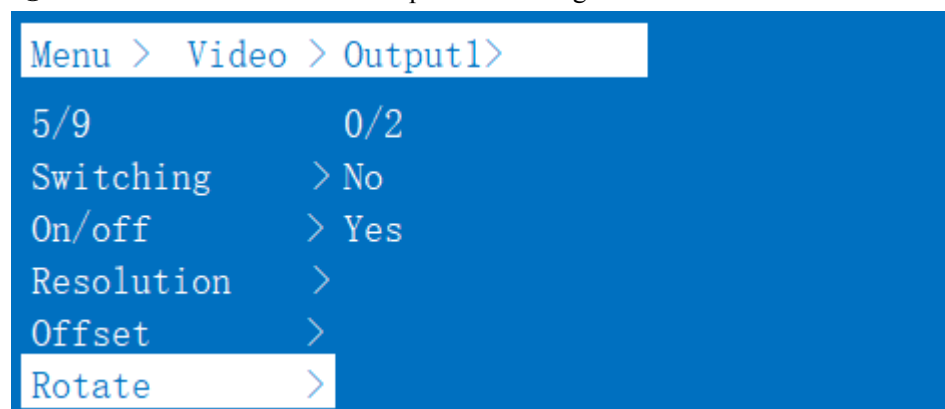 Menu > Video > Output1>
5/9 0/2
Switching > No
On/off > Yes
Resolution >
Offset >
Rotate >